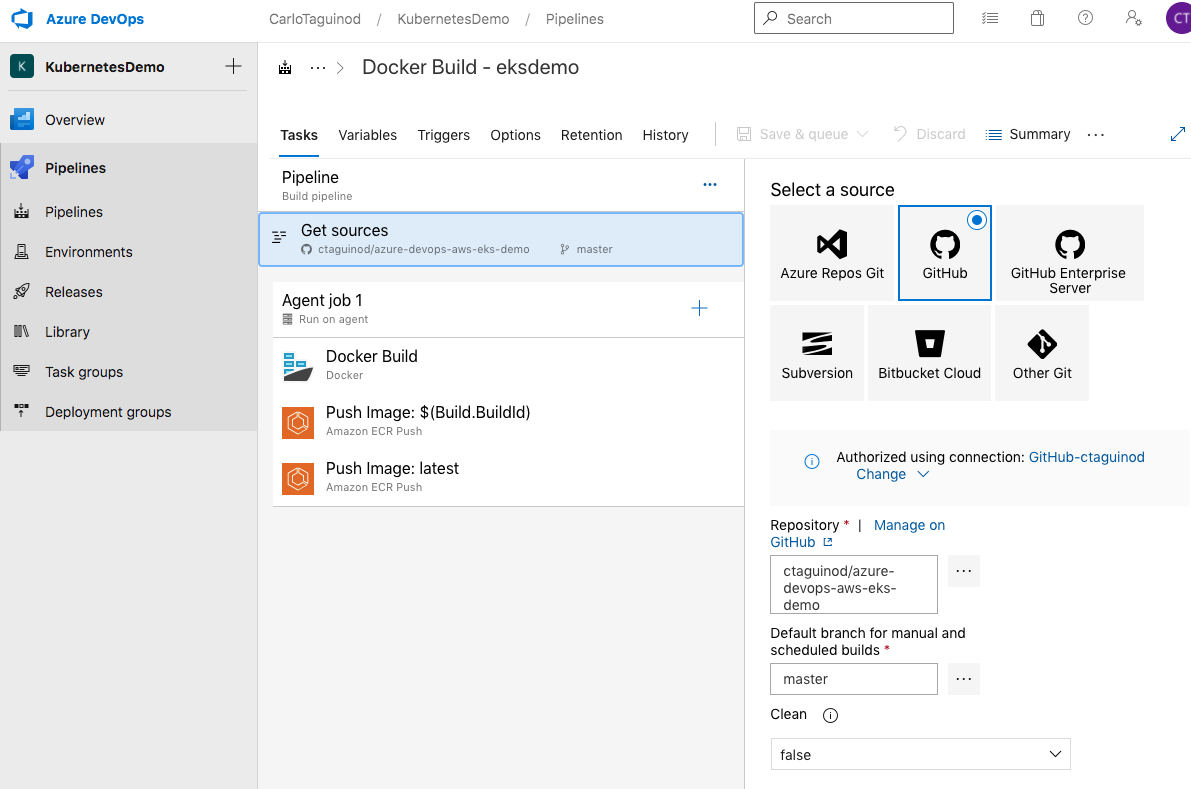 Azure DevOps
CarloTaguinod / KubernetesDemo / Pipelines
Search
CT
K
KubernetesDemo
Overview
Pipelines
Pipelines
Environments
Releases
Library
Task groups
Deployment groups
··· > Docker Build - eksdemo
Tasks Variables Triggers Options Retention History
Save & queue Discard Summary ···
Pipeline
Build pipeline
···
Get sources
ctaguinod/azure-devops-aws-eks-demo master
Agent job 1
Run on agent
Docker Build
Docker
Push Image: $(Build.BuildId)
Amazon ECR Push
Push Image: latest
Amazon ECR Push
Select a source
Azure Repos Git
GitHub
GitHub Enterprise
Server
Subversion
Bitbucket Cloud
Other Git
Authorized using connection: GitHub-ctaguinod
Change
Repository * | Manage on
GitHub
ctaguinod/azure-
devops-aws-eks-
demo
···
Default branch for manual and
scheduled builds *
master
···
Clean
false